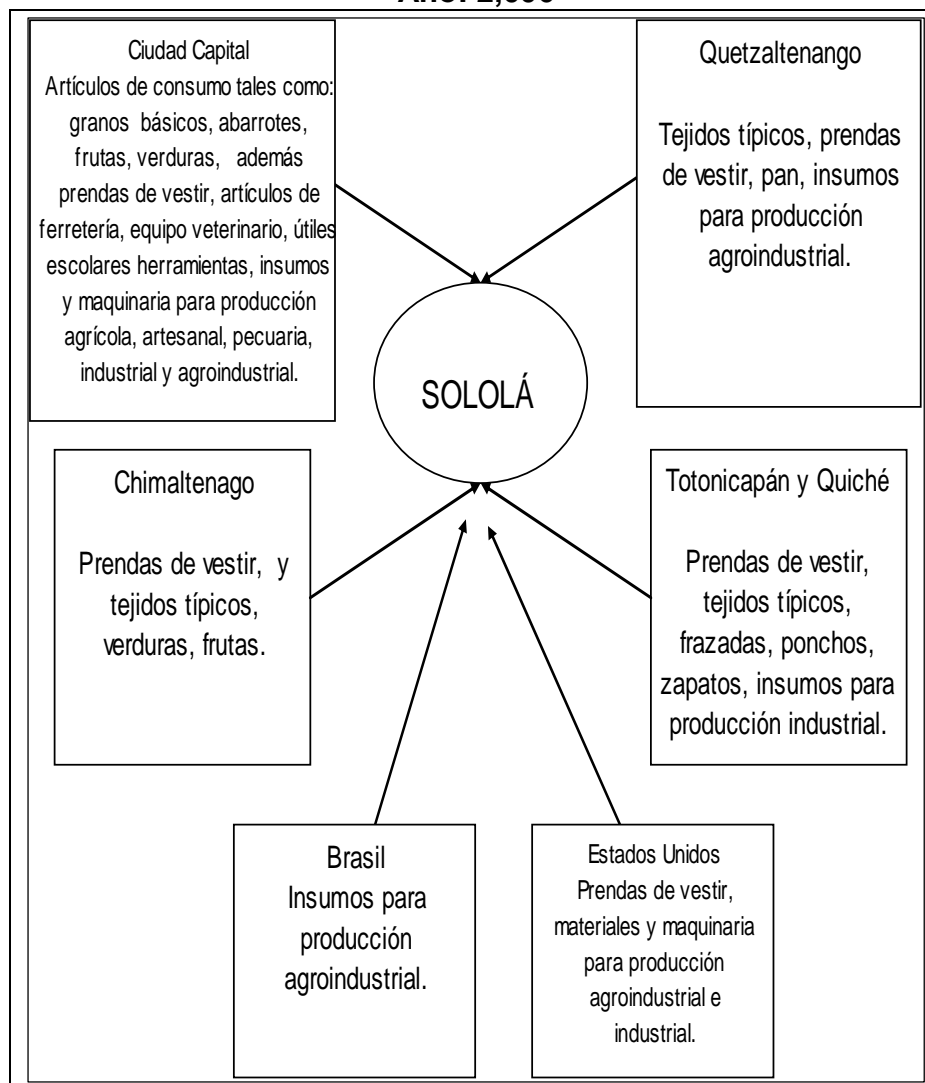 Ciudad Capital
Artículos de consumo tales como:
granos básicos, abarrotes,
frutas, verduras, además
prendas de vestir, artículos de
ferretería, equipo veterinario, útiles
escolares herramientas, insumos
y maquinaria para producción
agrícola, artesanal, pecuaria,
industrial y agroindustrial.
Quetzaltenango
Tejidos típicos, prendas
de vestir, pan, insumos
para producción
agroindustrial.
SOLOLÁ
Chimaltenago
Prendas de vestir, y
tejidos típicos,
verduras, frutas.
Totonicapán y Quiché
Prendas de vestir,
tejidos típicos,
frazadas, ponchos,
zapatos, insumos para
producción industrial.
Brasil
Insumos para
producción
agroindustrial.
Estados Unidos
Prendas de vestir,
materiales y maquinaria
para producción
agroindustrial e
industrial.